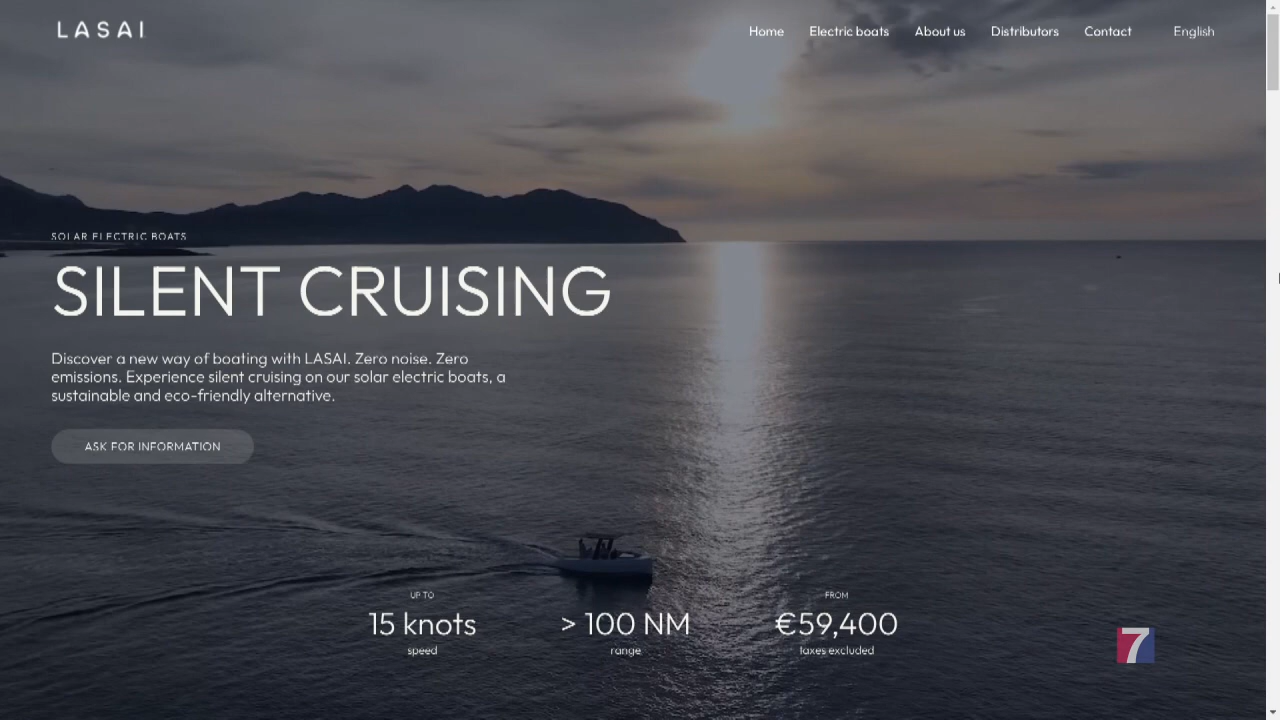 LASAI
Home Electric boats About us Distributors Contact English
SOLAR ELECTRIC BOATS
SILENT CRUISING
Discover a new way of boating with LASAI. Zero noise. Zero
emissions. Experience silent cruising on our solar electric boats, a
sustainable and eco-friendly alternative.
ASK FOR INFORMATION
UP TO
15 knots
speed
> 100 NM
range
FROM
€59,400
taxes excluded
7